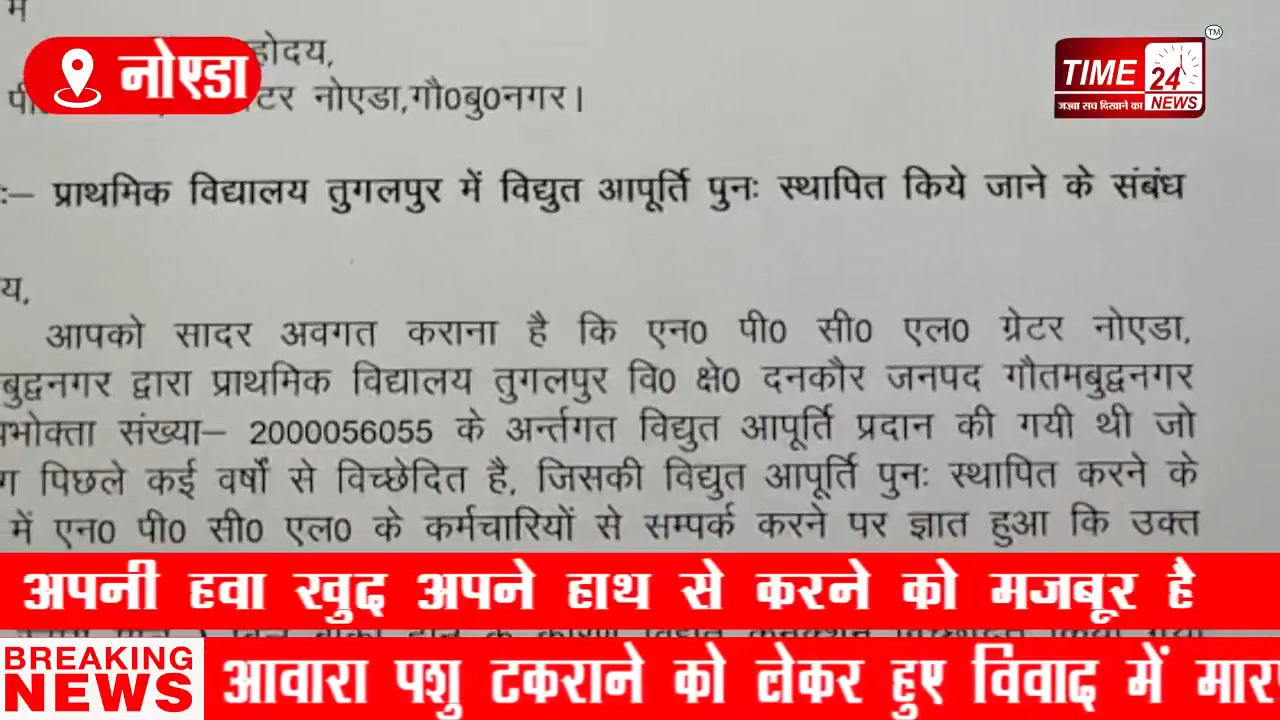 में
होदय,
नोएडा
टर नोएडा,गौ0बु0नगर।
TIME 24 NEWS
जज़्बा सच दिखाने का
TM
:– प्राथमिक विद्यालय तुगलपुर में विद्युत आपूर्ति पुनः स्थापित किये जाने के संबंध
य,
आपको सादर अवगत कराना है कि एन0 पी0 सी0 एल0 ग्रेटर नोएडा,
बुद्वनगर द्वारा प्राथमिक विद्यालय तुगलपुर वि0 क्षे0 दनकौर जनपद गौतमबुद्वनगर
भोक्ता संख्या– 2000056055 के अर्न्तगत विद्युत आपूर्ति प्रदान की गयी थी जो
ग पिछले कई वर्षों से विच्छेदित है, जिसकी विद्युत आपूर्ति पुनः स्थापित करने के
में एन0 पी0 सी0 एल0 के कर्मचारियों से सम्पर्क करने पर ज्ञात हुआ कि उक्त
अपनी हवा खुद अपने हाथ से करने को मजबूर है
BREAKING NEWS
आवारा पशु टकराने को लेकर हुए विवाद में मार